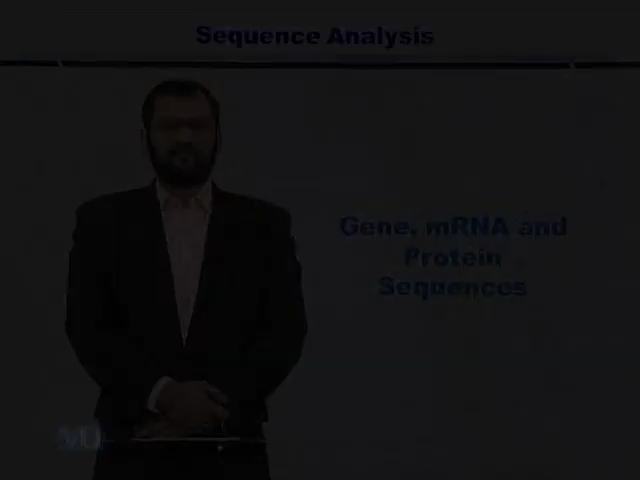 Sequence Analysis
Gene, mRNA and
Protein
Sequences